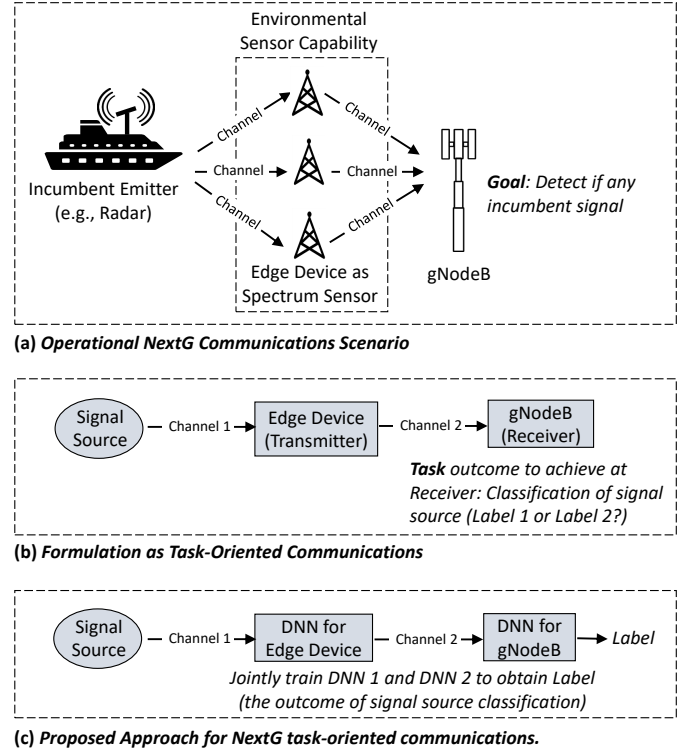 Environmental
Sensor Capability
Channel
Channel
Channel
Channel
Channel
Channel
Incumbent Emitter
(e.g., Radar)
Edge Device as
Spectrum Sensor
gNodeB
Goal: Detect if any
incumbent signal
(a) Operational NextG Communications Scenario
Signal
Source
Channel 1
Edge Device
(Transmitter)
Channel 2
gNodeB
(Receiver)
Task outcome to achieve at
Receiver: Classification of signal
source (Label 1 or Label 2?)
(b) Formulation as Task-Oriented Communications
Signal
Source
Channel 1
DNN for
Edge Device
Channel 2
DNN for
gNodeB
Label
Jointly train DNN 1 and DNN 2 to obtain Label
(the outcome of signal source classification)
(c) Proposed Approach for NextG task-oriented communications.